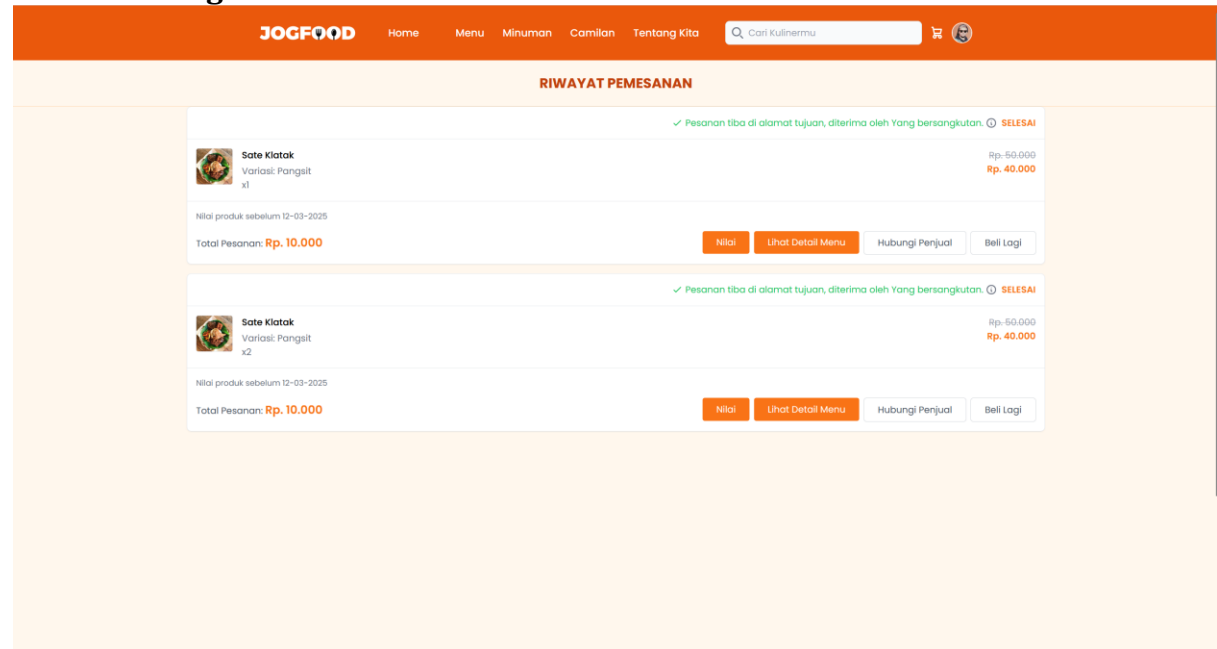 JOGFOOD Home Menu Minuman Camilan Tentang Kita Cari Kulinermu
RIWAYAT PEMESANAN
Pesanan tiba di alamat tujuan, diterima oleh Yang bersangkutan. SELESAI
Sate Klatak
Variasi: Pangsit
x1
Rp. 50.000
Rp. 40.000
Nilai produk sebelum 12-03-2025
Total Pesanan: Rp. 10.000
Nilai Lihat Detail Menu Hubungi Penjual Beli Lagi
Pesanan tiba di alamat tujuan, diterima oleh Yang bersangkutan. SELESAI
Sate Klatak
Variasi: Pangsit
x2
Rp. 50.000
Rp. 40.000
Nilai produk sebelum 12-03-2025
Total Pesanan: Rp. 10.000
Nilai Lihat Detail Menu Hubungi Penjual Beli Lagi